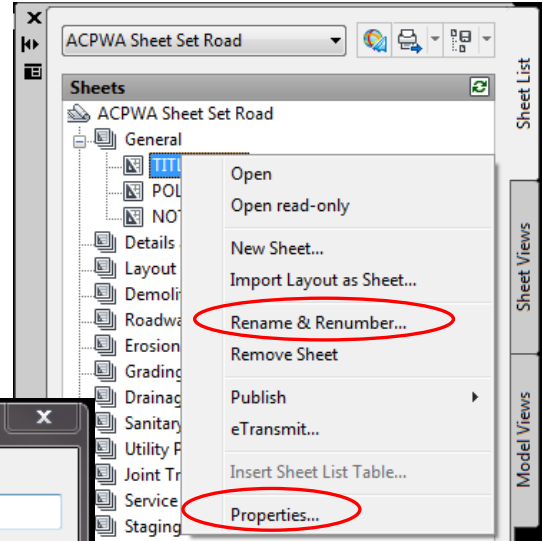 ACPWA Sheet Set Road
Sheets
ACPWA Sheet Set Road
General
TITL
POL
NOT
Details
Layout
Demolit
Roadwa
Erosion
Grading
Drainag
Sanitary
Utility P
Joint Tr
Service
Staging
Open
Open read-only
New Sheet...
Import Layout as Sheet...
Rename & Renumber...
Remove Sheet
Publish
eTransmit...
Insert Sheet List Table...
Properties...
Sheet List
Sheet Views
Model Views